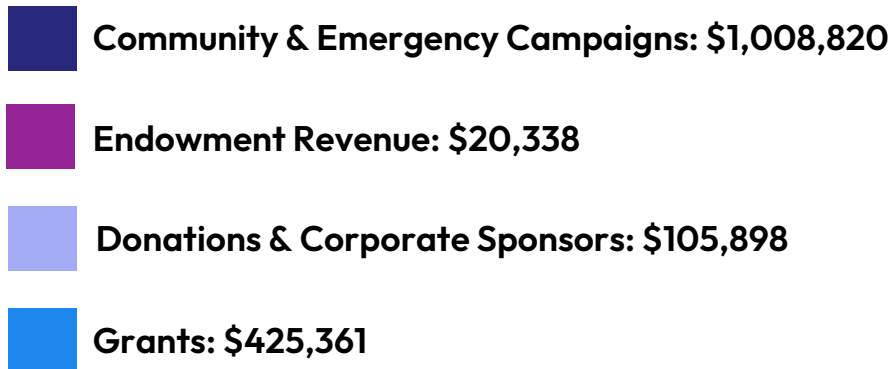 Community & Emergency Campaigns: $1,008,820
Endowment Revenue: $20,338
Donations & Corporate Sponsors: $105,898
Grants: $425,361